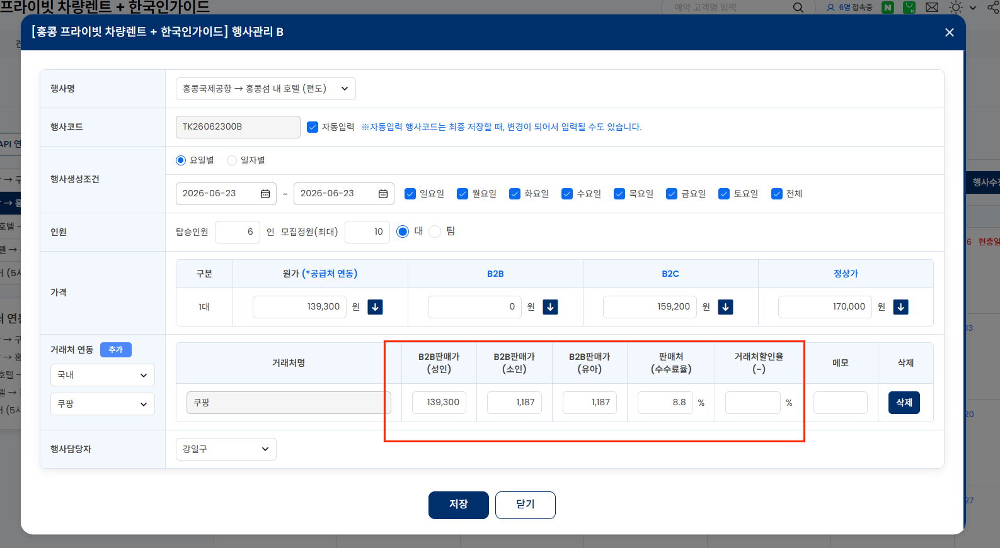 프라이빗 차량렌트 + 한국인가이드
예약 고객명 입력
6명 접속중
[홍콩 프라이빗 차량렌트 + 한국인가이드] 행사관리 B
행사명
홍콩국제공항 → 홍콩섬 내 호텔 (편도)
행사코드
TK26062300B
자동입력
※자동입력 행사코드는 최종 저장할 때, 변경이 되어서 입력될 수도 있습니다.
API 연
행사생성조건
요일별
일자별
2026-06-23 ~ 2026-06-23
일요일 월요일 화요일 수요일 목요일 금요일 토요일 전체
행사수정
인원
탑승인원 6 인 모집정원(최대) 10 대 팀
6 현충일
가격
구분 원가 (*공급처 연동) B2B B2C 정상가
1대 139,300 원 0 원 159,200 원 170,000 원
13
거래처 연동 추가
국내
쿠팡
거래처명
B2B판매가
(성인)
B2B판매가
(소인)
B2B판매가
(유아)
판매처
(수수료율)
거래처할인율
(-)
메모
삭제
쿠팡 139,300 1,187 1,187 8.8 % % 삭제
20
행사담당자
강일구
27
저장
닫기